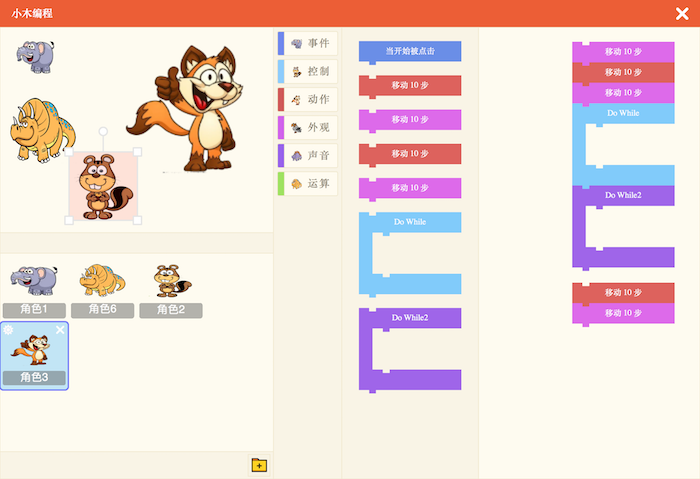 小木编程
事件
控制
动作
外观
声音
运算
当开始被点击
移动 10 步
移动 10 步
移动 10 步
移动 10 步
Do While
Do While2
移动 10 步
移动 10 步
移动 10 步
Do While
Do While2
移动 10 步
移动 10 步
角色1
角色6
角色2
角色3